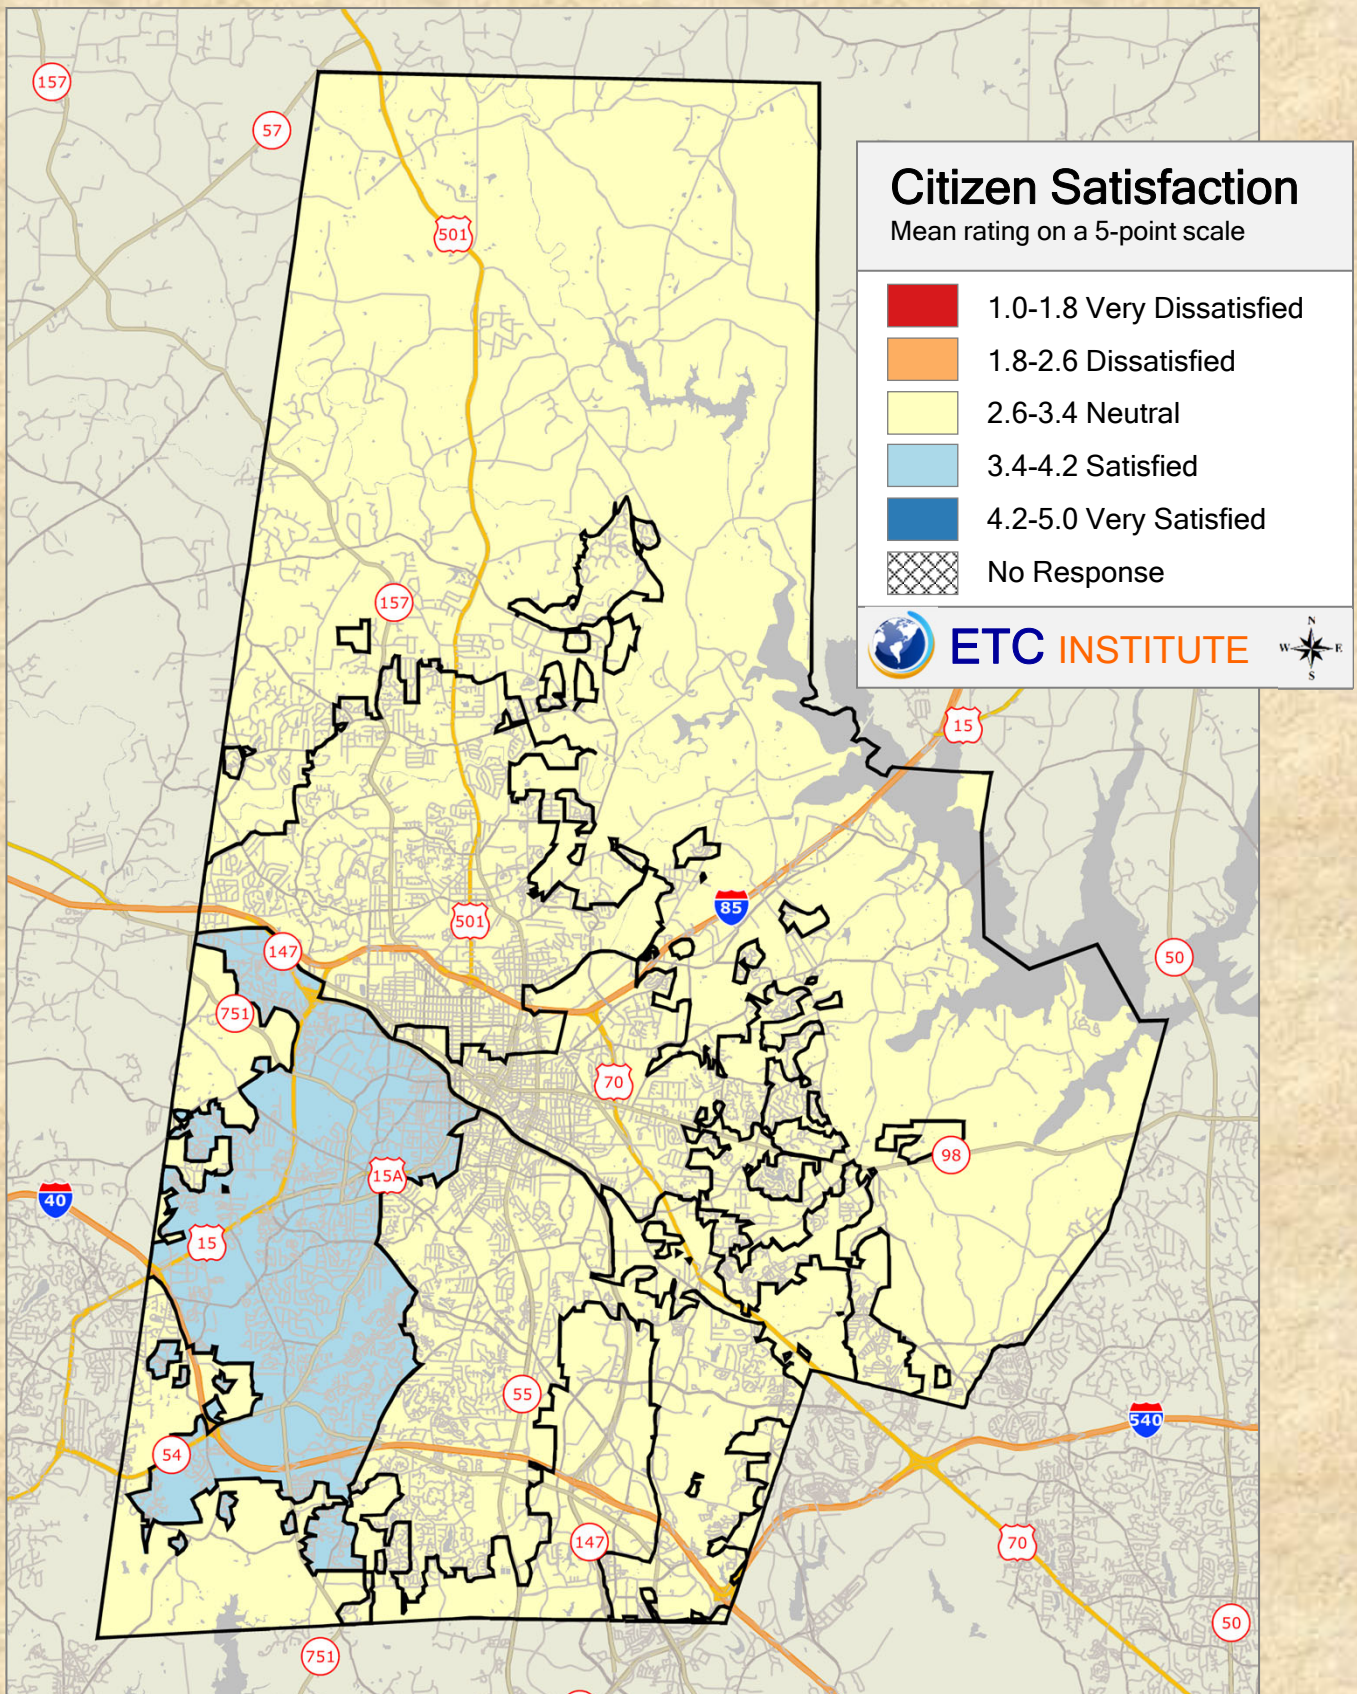 157
57
501
Citizen Satisfaction
Mean rating on a 5-point scale
1.0-1.8 Very Dissatisfied
1.8-2.6 Dissatisfied
2.6-3.4 Neutral
3.4-4.2 Satisfied
4.2-5.0 Very Satisfied
No Response
ETC INSTITUTE
N
W
E
S
157
15
85
501
147
50
751
70
98
15A
40
15
55
540
54
147
70
50
751